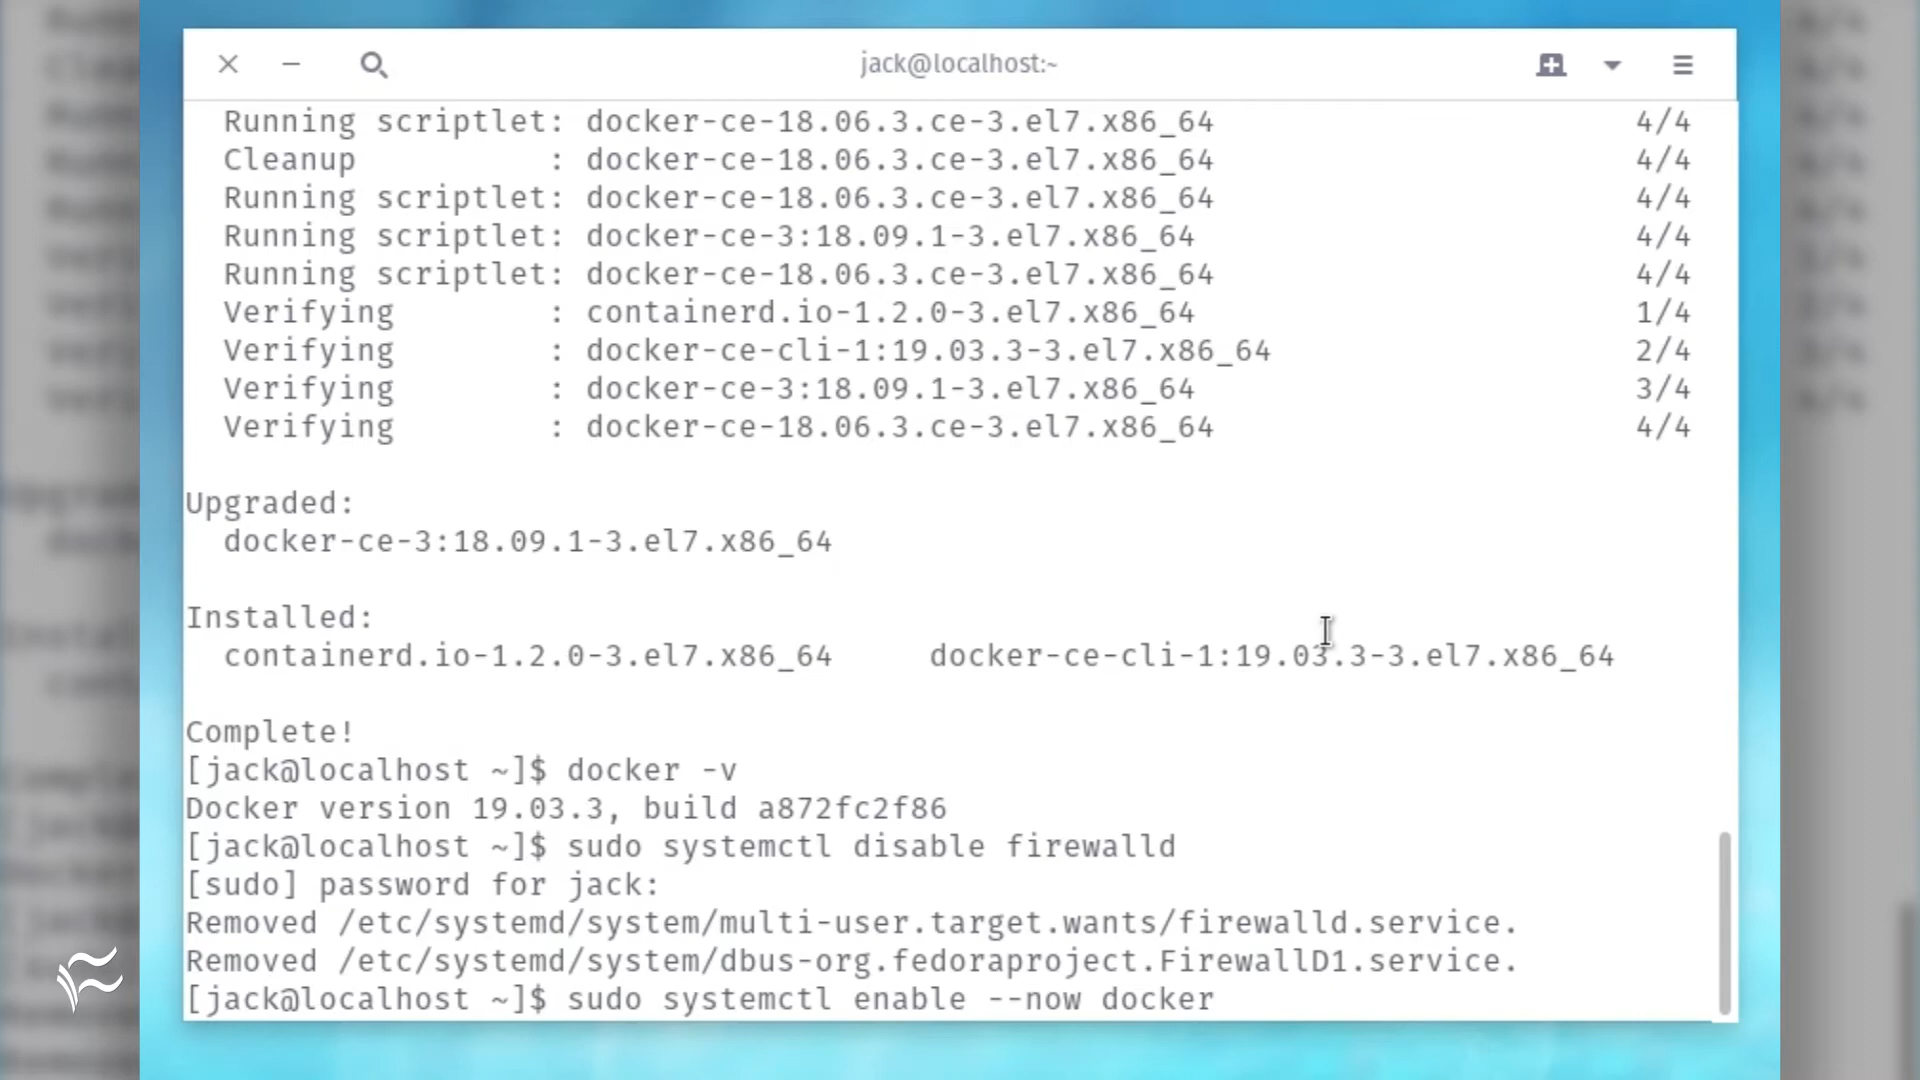 jack@localhost:~
Running scriptlet: docker-ce-18.06.3.ce-3.el7.x86_64 4/4
Cleanup : docker-ce-18.06.3.ce-3.el7.x86_64 4/4
Running scriptlet: docker-ce-18.06.3.ce-3.el7.x86_64 4/4
Running scriptlet: docker-ce-3:18.09.1-3.el7.x86_64 4/4
Running scriptlet: docker-ce-18.06.3.ce-3.el7.x86_64 4/4
Verifying : containerd.io-1.2.0-3.el7.x86_64 1/4
Verifying : docker-ce-cli-1:19.03.3-3.el7.x86_64 2/4
Verifying : docker-ce-3:18.09.1-3.el7.x86_64 3/4
Verifying : docker-ce-18.06.3.ce-3.el7.x86_64 4/4
Upgraded:
docker-ce-3:18.09.1-3.el7.x86_64
Installed:
containerd.io-1.2.0-3.el7.x86_64 docker-ce-cli-1:19.03.3-3.el7.x86_64
Complete!
[jack@localhost ~]$ docker -v
Docker version 19.03.3, build a872fc2f86
[jack@localhost ~]$ sudo systemctl disable firewalld
[sudo] password for jack:
Removed /etc/systemd/system/multi-user.target.wants/firewalld.service.
Removed /etc/systemd/system/dbus-org.fedoraproject.FirewallD1.service.
[jack@localhost ~]$ sudo systemctl enable --now docker